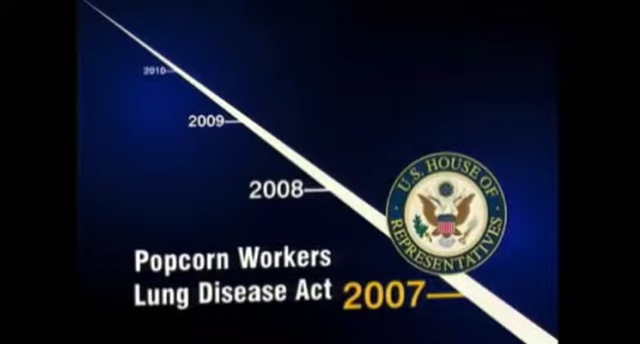 2010
2009
2008
U.S. HOUSE OF
REPRESENTATIVES
Popcorn Workers
Lung Disease Act 2007